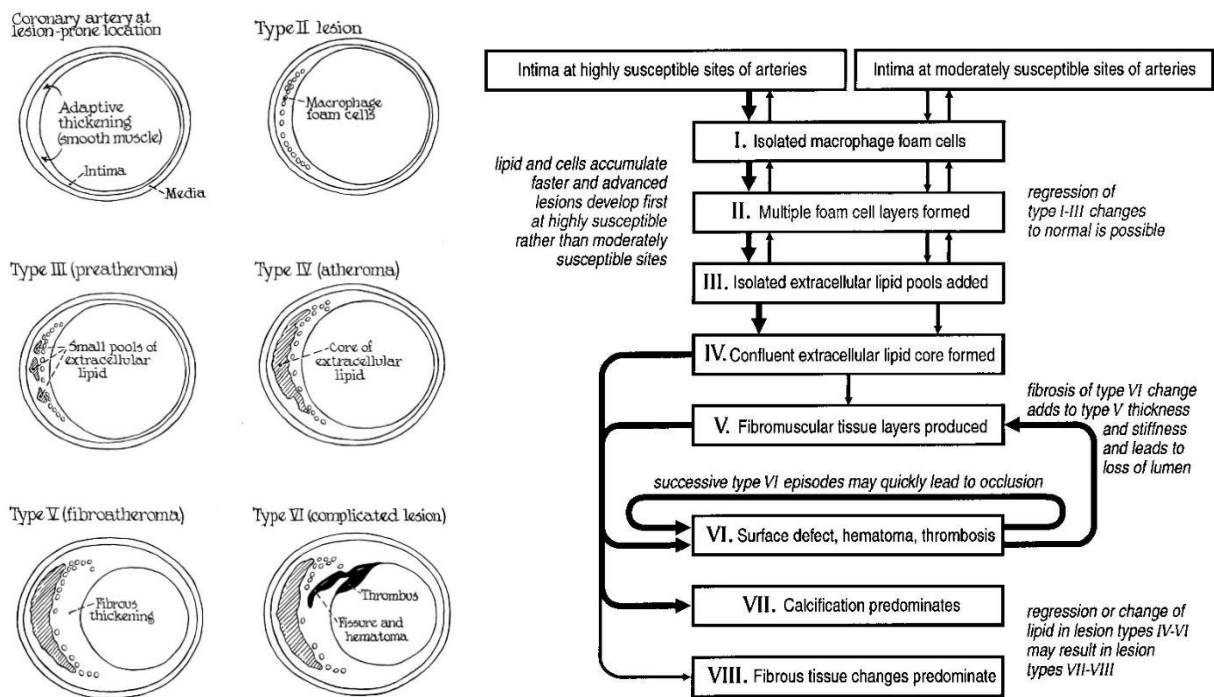 Coronary artery at
lesion-prone location
Adaptive
thickening
(smooth muscle)
Intima
Media
Type II lesion
Macrophage
foam cells
Type III (preatheroma)
Small pools of
extracellular
lipid
Type IV (atheroma)
Core of
extracellular
lipid
Type V (fibroatheroma)
Fibrous
thickening
Type VI (complicated lesion)
Thrombus
Fissure and
hematoma
Intima at highly susceptible sites of arteries
Intima at moderately susceptible sites of arteries
I. Isolated macrophage foam cells
lipid and cells accumulate
faster and advanced
lesions develop first
at highly susceptible
rather than moderately
susceptible sites
II. Multiple foam cell layers formed
regression of
type I-III changes
to normal is possible
III. Isolated extracellular lipid pools added
IV. Confluent extracellular lipid core formed
fibrosis of type VI change
adds to type V thickness
and stiffness
and leads to
loss of lumen
V. Fibromuscular tissue layers produced
successive type VI episodes may quickly lead to occlusion
VI. Surface defect, hematoma, thrombosis
VII. Calcification predominates
regression or change of
lipid in lesion types IV-VI
may result in lesion
types VII-VIII
VIII. Fibrous tissue changes predominate